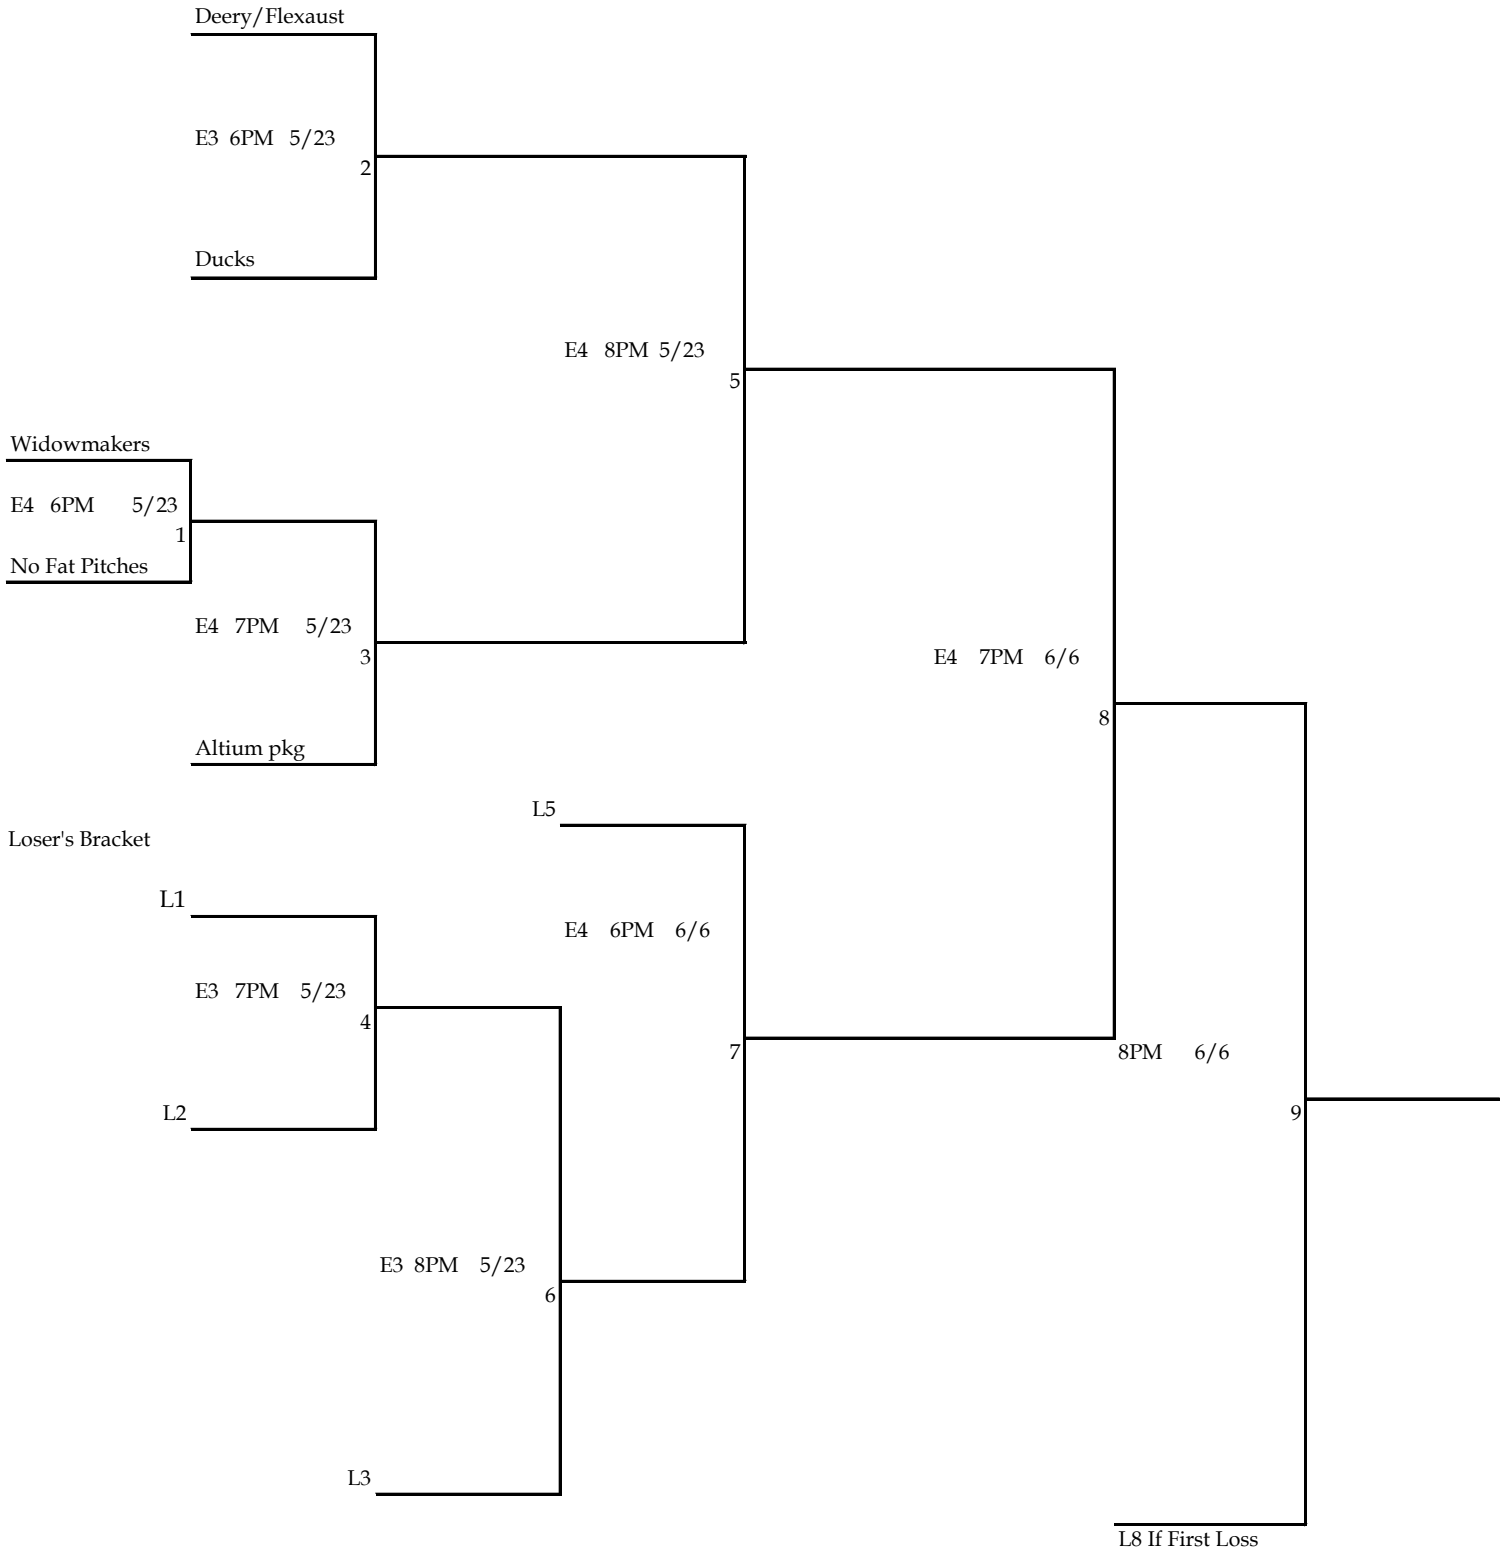 Deery/Flexaust
E3 6PM 5/23
2
Ducks
E4 8PM 5/23
5
Widowmakers
E4 6PM 5/23
1
No Fat Pitches
E4 7PM 5/23
3
E4 7PM 6/6
8
Altium pkg
L5
Loser's Bracket
L1
E4 6PM 6/6
E3 7PM 5/23
4
7
8PM 6/6
L2
9
E3 8PM 5/23
6
L3
L8 If First Loss